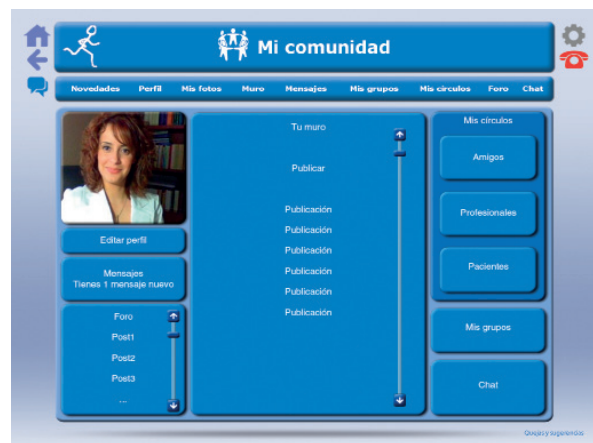 Mi comunidad
Novedades Perfil Mis fotos Muro Mensajes Mis grupos Mis círculos Foro Chat
Editar perfil
Mensajes
Tienes 1 mensaje nuevo
Foro
Post1
Post2
Post3
...
Tu muro
Publicar
Publicación
Publicación
Publicación
Publicación
Publicación
Publicación
Mis círculos
Amigos
Profesionales
Pacientes
Mis grupos
Chat
Quejas y sugerencias